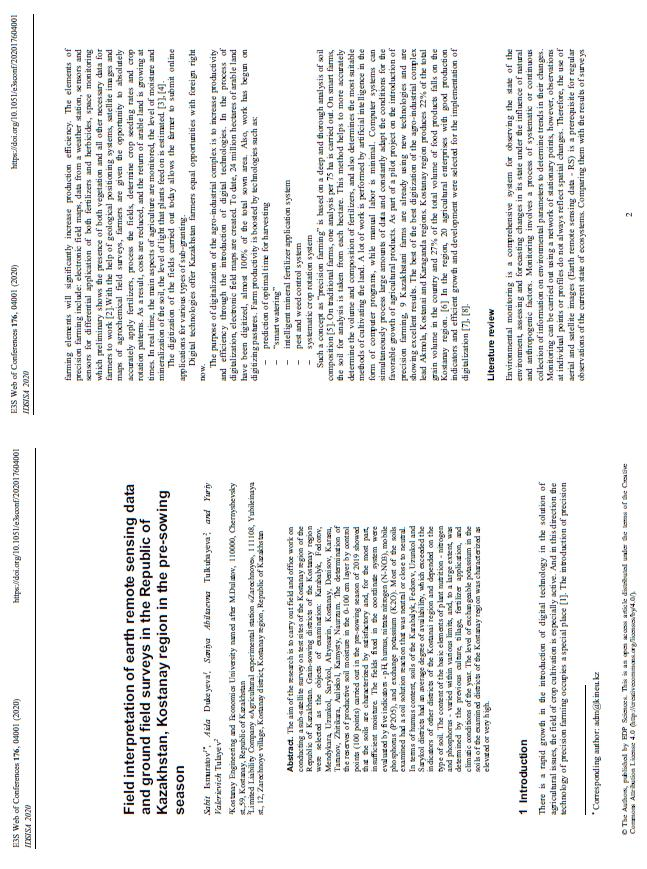 E3S Web of Conferences 176, 04001 (2020)
IDSISA 2020
https://doi.org/10.1051/e3sconf/202017604001
Field interpretation of earth remote sensing data
and ground field surveys in the Republic of
Kazakhstan, Kostanay region in the pre-sowing
season
Sabit Ismuratov¹*, Aida Dukeyeva¹, Saniya Abilaevna Tulkubayeva² and Yuriy
Valerievich Tulayev²
¹Kostanay Engineering and Economics University named after M.Dulatov, 110000, Chernyshevsky
st.,59, Kostanay, Republic of Kazakhstan
²Limited Liability Company «Agricultural experimental station «Zarechnoye», 111108, Yubileinaya
st., 12, Zarechnoye village, Kostanay district, Kostanay region, Republic of Kazakhstan
Abstract. The aim of the research is to carry out field and office work on
conducting a sub-satellite survey on test sites of the Kostanay region of the
Republic of Kazakhstan. grain-sowing districts of the Kostanay region
were selected as the objects of examination: Karabalyk, Fedorov,
Mendykara, Uzunkol, Sarykol, Altynsarin, Kostanay, Denisov, Karasu,
Taranov, Zhitikara, Auliekol, Kamysty, Naurzum. The determination of
the reserves of productive soil moisture in the 0-100 cm layer by control
points (100 points) carried out in the pre-sowing season of 2019 showed
that the soils are characterized by satisfactory and, for the most part,
insufficient moisture. The fields fixed in the coordinate system were
evaluated by five indicators - pH, humus, nitrate nitrogen (N-NO3), mobile
phosphorus (P2O5), and exchange potassium (K2O). Most of the soils
examined had a soil solution reaction that was neutral or close to neutral.
In terms of humus content, soils of the Karabalyk, Fedorov, Uzunkol and
Sarykol districts had an average degree of availability, which exceeded the
indicators of other districts of the Kostanay region and depended on the
type of soil. The content of the basic elements of plant nutrition - nitrogen
and phosphorus - varied within various limits, and, to a large extent, was
determined by the previous culture, tillage, fertilizer application, and
climatic conditions of the year. The level of exchangeable potassium in the
soils of the examined districts of the Kostanay region was characterized as
elevated or very high.
1 Introduction
There is a rapid growth in the introduction of digital technology in the solution of
agricultural issues, the field of crop cultivation is especially active. And in this direction the
technology of precision farming occupies a special place [1]. The introduction of precision
* Corresponding author: adm@kineu.kz
© The Authors, published by EDP Sciences. This is an open access article distributed under the terms of the Creative
Commons Attribution License 4.0 (http://creativecommons.org/licenses/by/4.0/).
E3S Web of Conferences 176, 04001 (2020)
IDSISA 2020
https://doi.org/10.1051/e3sconf/202017604001
farming elements will significantly increase production efficiency. The elements of
precision farming include: electronic field maps, data from a weather station, sensors and
sensors for differential application of both fertilizers and herbicides, space monitoring
which primarily shows the presence of both vegetation and all other necessary data for
farmers to work [2]. With the help of geological positioning systems, satellite images and
maps of agrochemical field surveys, farmers are given the opportunity to absolutely
accurately apply fertilizers, process the fields, determine crop seeding rates and crop
rotation norms. As a result, costs are reduced, and the return of arable land is growing at
times. In real time, the main aspects of agriculture are monitored, the level of moisture and
mineralization of the soil, the level of light that plants feed on is estimated. [3], [4].
The digitization of the fields carried out today allows the farmer to submit online
applications for various types of sub-grants.
Digital technologies offer Kazakhstan farmers equal opportunities with foreign right
now.
The purpose of digitalization of the agro-industrial complex is to increase productivity
and efficiency through the introduction of digital technologies. In the process of
digitalization, electronic field maps are created. To date, 24 million hectares of arable land
have been digitized, almost 100% of the total sown area. Also, work has begun on
digitizing pastures. Farm productivity is boosted by technologies such as:
– prediction of optimal time for harvesting
– "smart watering"
– intelligent mineral fertilizer application system
– pest and weed control system
– systematic crop rotation process
Such a concept as "precision farming" is based on a deep and thorough analysis of soil
composition [5]. On traditional farms, one analysis per 75 ha is carried out. On smart farms,
the soil for analysis is taken from each hectare. This method helps to more accurately
determine the required amount and composition of fertilizers, and also determines the most suitable
methods of cultivating the land. A lot of work is performed by artificial intelligence in the
form of computer programs, while manual labor is minimal. Computer systems can
simultaneously process large amounts of data and constantly adapt the conditions for the
favorable growth of agricultural products. As part of a pilot project on the introduction of
precision farming, 9 Kazakhstan farms are already using new technologies and are
showing excellent results. The best of the best digitization of the agro-industrial complex
lead Akmola, Kostanai and Karaganda regions. Kostanay region produces 22% of the total
grain volume in the country and 27% of the total volume of food products falls on the
Kostanay region. [6] In the region, 20 agricultural enterprises with good production
indicators and efficient growth and development were selected for the implementation of
digitalization [7], [8].
Literature review
Environmental monitoring is a comprehensive system for observing the state of the
environment, assessing and forecasting changes in its state under the influence of natural
and anthropogenic factors. Monitoring involves a process of systematic or continuous
collection of information on environmental parameters to determine trends in their changes.
Monitoring can be carried out using a network of stationary points, however, observations
at individual points or profiles do not always reflect spatial changes. Therefore, the use of
aerial and satellite images (Earth remote sensing data - RS) is a prerequisite for regular
observations of the current state of ecosystems. Comparing them with the results of surveys
2